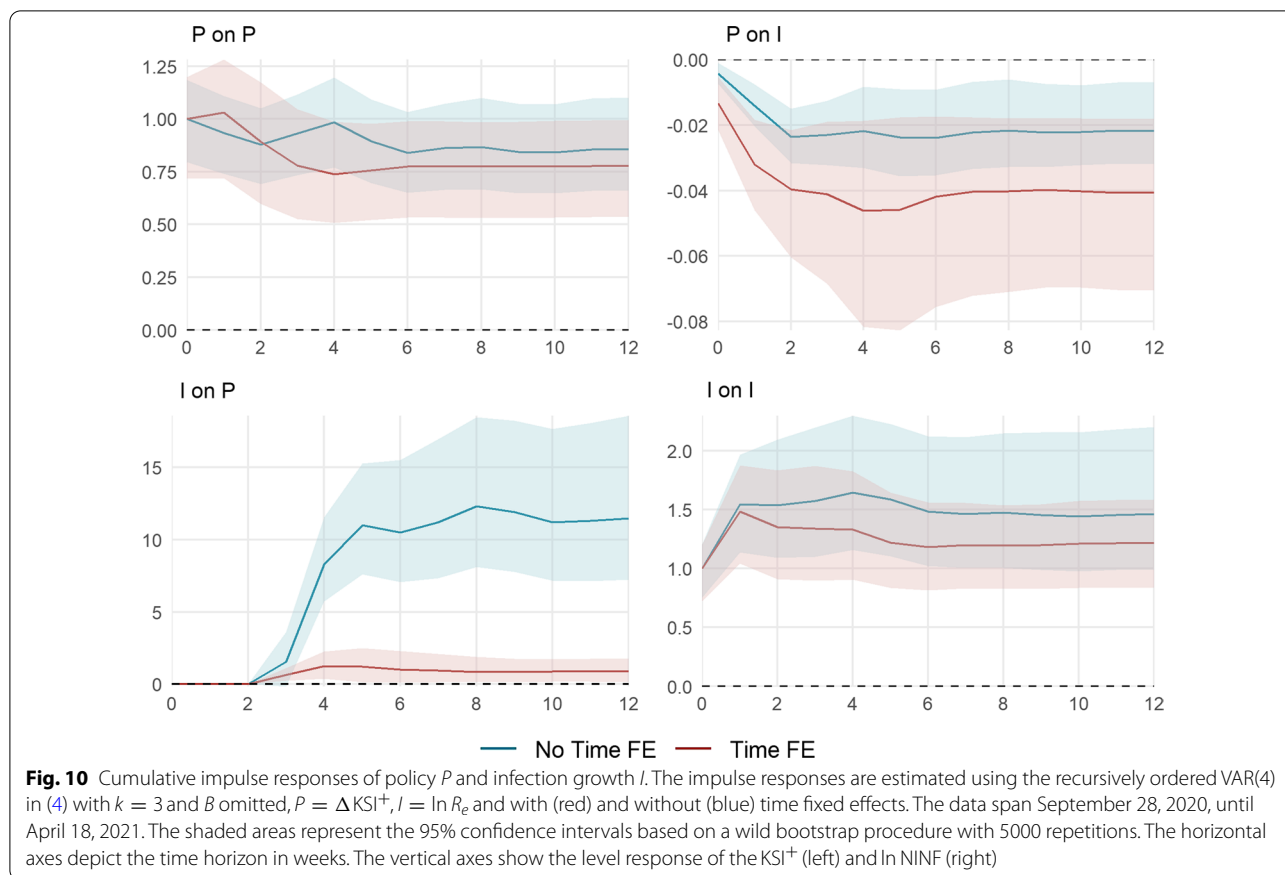 P on P
P on I
1.25
1.00
0.75
0.50
0.25
0.00
0 2 4 6 8 10 12
0.00
-0.02
-0.04
-0.06
-0.08
0 2 4 6 8 10 12
I on P
I on I
15
10
5
0
0 2 4 6 8 10 12
2.0
1.5
1.0
0.5
0.0
0 2 4 6 8 10 12
No Time FE Time FE
Fig. 10 Cumulative impulse responses of policy P and infection growth I. The impulse responses are estimated using the recursively ordered VAR(4)
in (4) with k = 3 and B omitted, P = ΔKSI⁺, I = ln Rₑ and with (red) and without (blue) time fixed effects. The data span September 28, 2020, until
April 18, 2021. The shaded areas represent the 95% confidence intervals based on a wild bootstrap procedure with 5000 repetitions. The horizontal
axes depict the time horizon in weeks. The vertical axes show the level response of the KSI⁺ (left) and ln NINF (right)